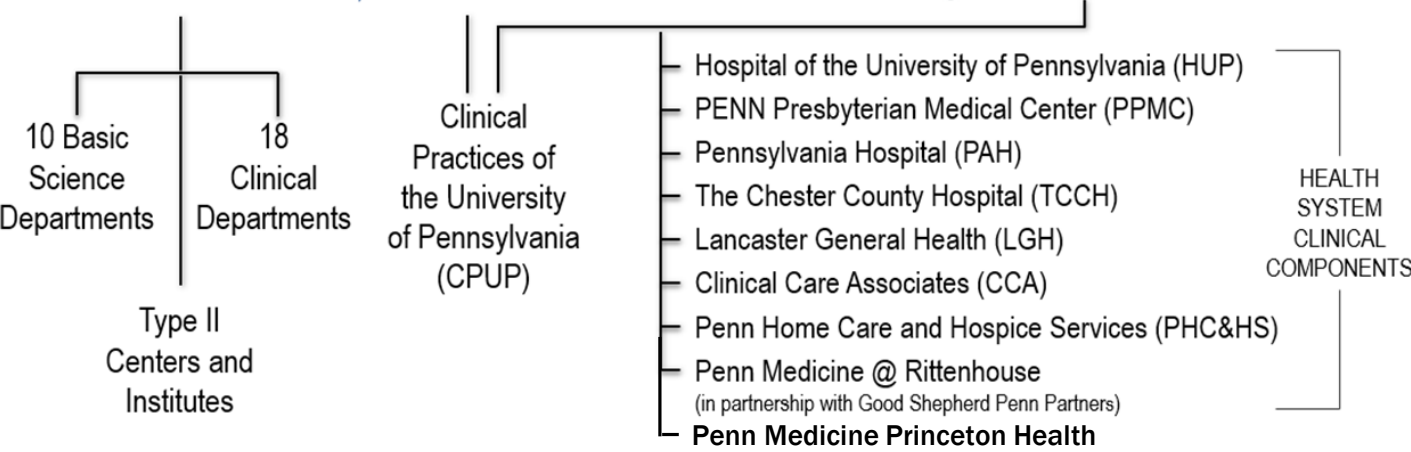 10 Basic
Science
Departments
18
Clinical
Departments
Type II
Centers and
Institutes
Clinical
Practices of
the University
of Pennsylvania
(CPUP)
Hospital of the University of Pennsylvania (HUP)
PENN Presbyterian Medical Center (PPMC)
Pennsylvania Hospital (PAH)
The Chester County Hospital (TCCH)
Lancaster General Health (LGH)
Clinical Care Associates (CCA)
Penn Home Care and Hospice Services (PHC&HS)
Penn Medicine @ Rittenhouse
(in partnership with Good Shepherd Penn Partners)
Penn Medicine Princeton Health
HEALTH
SYSTEM
CLINICAL
COMPONENTS